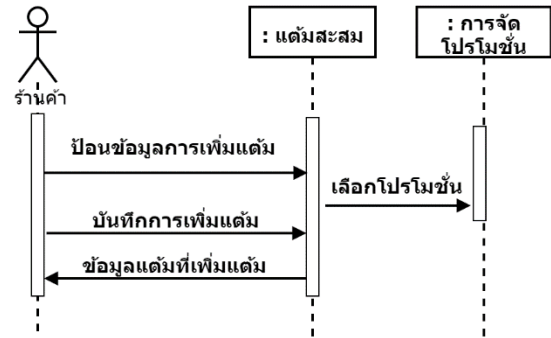 : แต้มสะสม
: การจัด
โปรโมชั่น
ร้านค้า
ป้อนข้อมูลการเพิ่มแต้ม
เลือกโปรโมชั่น
บันทึกการเพิ่มแต้ม
ข้อมูลแต้มที่เพิ่มแต้ม